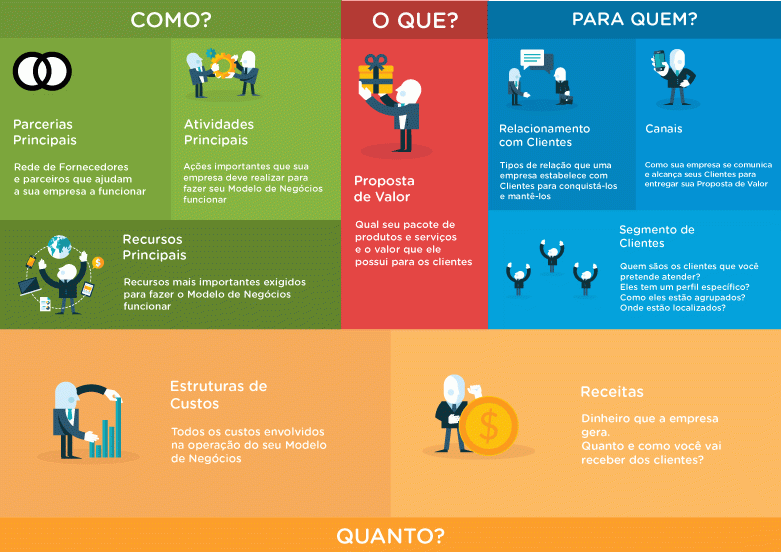 COMO?
O QUE?
PARA QUEM?
Parcerias
Principais
Rede de Fornecedores
e parceiros que ajudam
a sua empresa a funcionar
Atividades
Principais
Ações importantes que sua
empresa deve realizar para
fazer seu Modelo de Negócios
funcionar
Recursos
Principais
Recursos mais importantes exigidos
para fazer o Modelo de Negócios
funcionar
Proposta
de Valor
Qual seu pacote de
produtos e serviços
e o valor que ele
possui para os clientes
Relacionamento
com Clientes
Tipos de relação que uma
empresa estabelece com
Clientes para conquistá-los
e mantê-los
Canais
Como sua empresa se comunica
e alcança seus Clientes para
entregar sua Proposta de Valor
Segmento de
Clientes
Quem sãos os clientes que você
pretende atender?
Eles tem um perfil específico?
Como eles estão agrupados?
Onde estão localizados?
Estruturas de
Custos
Todos os custos envolvidos
na operação do seu Modelo
de Negócios
$
Receitas
Dinheiro que a empresa
gera.
Quanto e como você vai
receber dos clientes?
QUANTO?